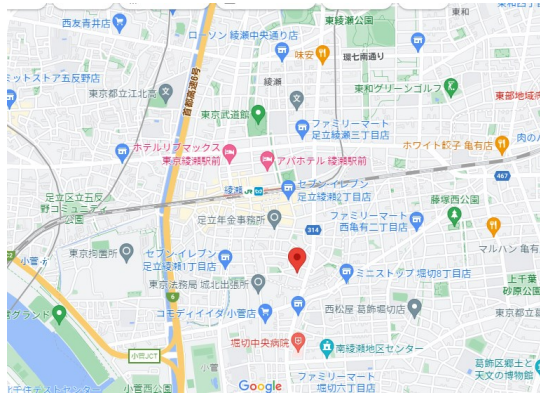 東和
西友青井店
東綾瀬公園
ローソン 綾瀬中央通り店
味安
環七南通り
ミットストア五反野店
綾瀬
東和グリーンゴルフ
東京都立江北高
首都高速6号
東京武道館
東部地域
ファミリーマート
足立綾瀬三丁目店
ホテルリブマックス
東京綾瀬駅前
アパホテル 綾瀬駅前
ホワイト餃子 亀有店
肉の
467
足立区立五反
野コミュニティ
公園
綾瀬
セブン-イレブン
足立綾瀬2丁目店
藤塚西公園
足立年金事務所
314
ファミリーマート
西亀有二丁目店
小菅
東京拘置所
セブン-イレブン
足立綾瀬1丁目店
マルハン 亀有
ミニストップ 堀切8丁目店
上千葉
砂原公園
東京法務局 城北出張所
6
グランド
コモディイイダ 小菅店
西松屋 葛飾堀切店
東京都立
堀切中央病院
南綾瀬地区センター
小菅JCT
小菅
葛飾区郷土と
天文の博物館
小菅西公園
Google
ファミリーマート
堀切六丁目店